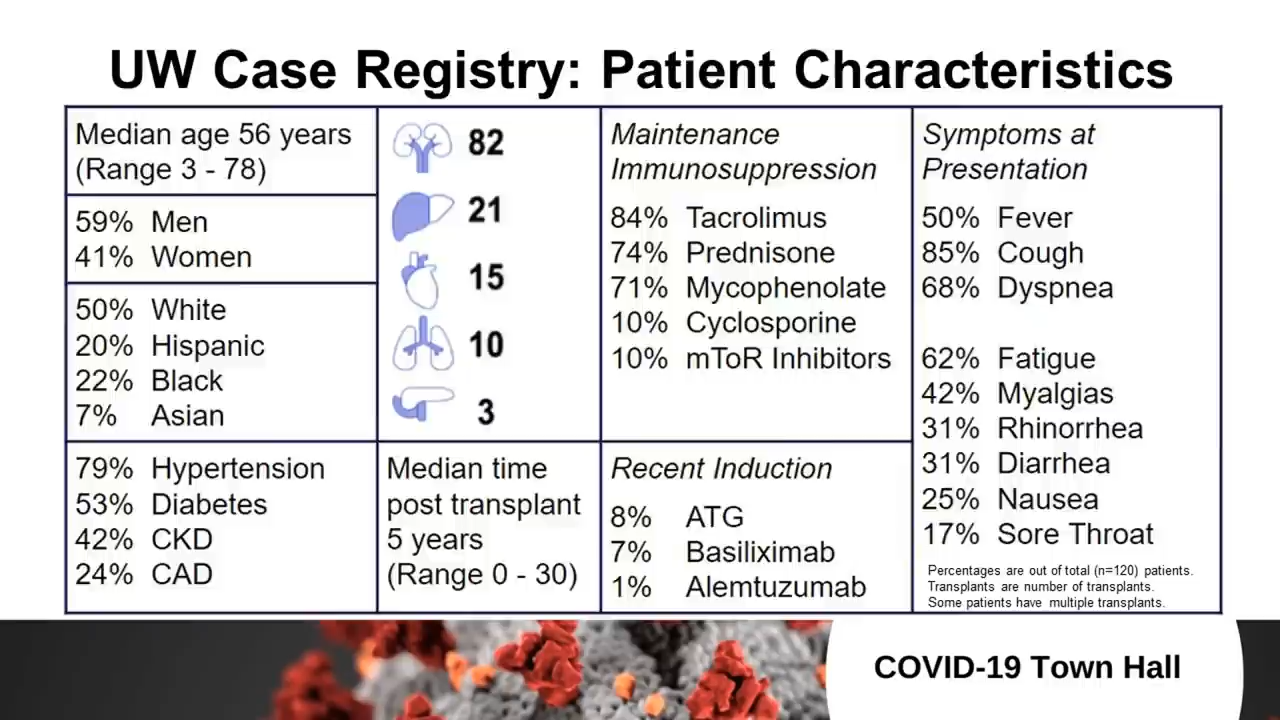 UW Case Registry: Patient Characteristics
Median age 56 years
(Range 3 - 78)
59% Men
41% Women
50% White
20% Hispanic
22% Black
7% Asian
79% Hypertension
53% Diabetes
42% CKD
24% CAD
82
21
15
10
3
Median time
post transplant
5 years
(Range 0 - 30)
Maintenance
Immunosuppression
84% Tacrolimus
74% Prednisone
71% Mycophenolate
10% Cyclosporine
10% mToR Inhibitors
Recent Induction
8% ATG
7% Basiliximab
1% Alemtuzumab
Symptoms at
Presentation
50% Fever
85% Cough
68% Dyspnea
62% Fatigue
42% Myalgias
31% Rhinorrhea
31% Diarrhea
25% Nausea
17% Sore Throat
Percentages are out of total (n=120) patients.
Transplants are number of transplants.
Some patients have multiple transplants.
COVID-19 Town Hall